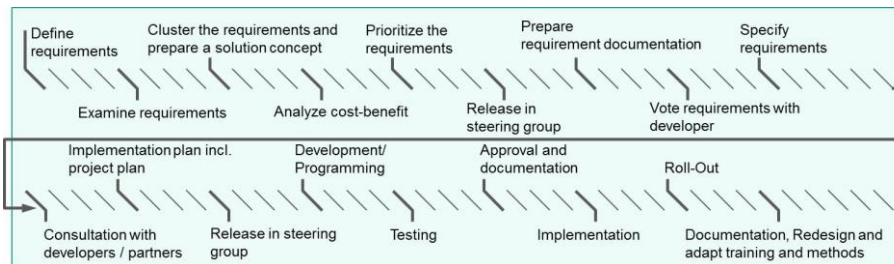 Define
requirements
Cluster the requirements and
prepare a solution concept
Prioritize the
requirements
Prepare
requirement documentation
Specify
requirements
Examine requirements
Analyze cost-benefit
Release in
steering group
Vote requirements with
developer
Implementation plan incl.
project plan
Development/
Programming
Approval and
documentation
Roll-Out
Consultation with
developers / partners
Release in steering
group
Testing
Implementation
Documentation, Redesign and
adapt training and methods